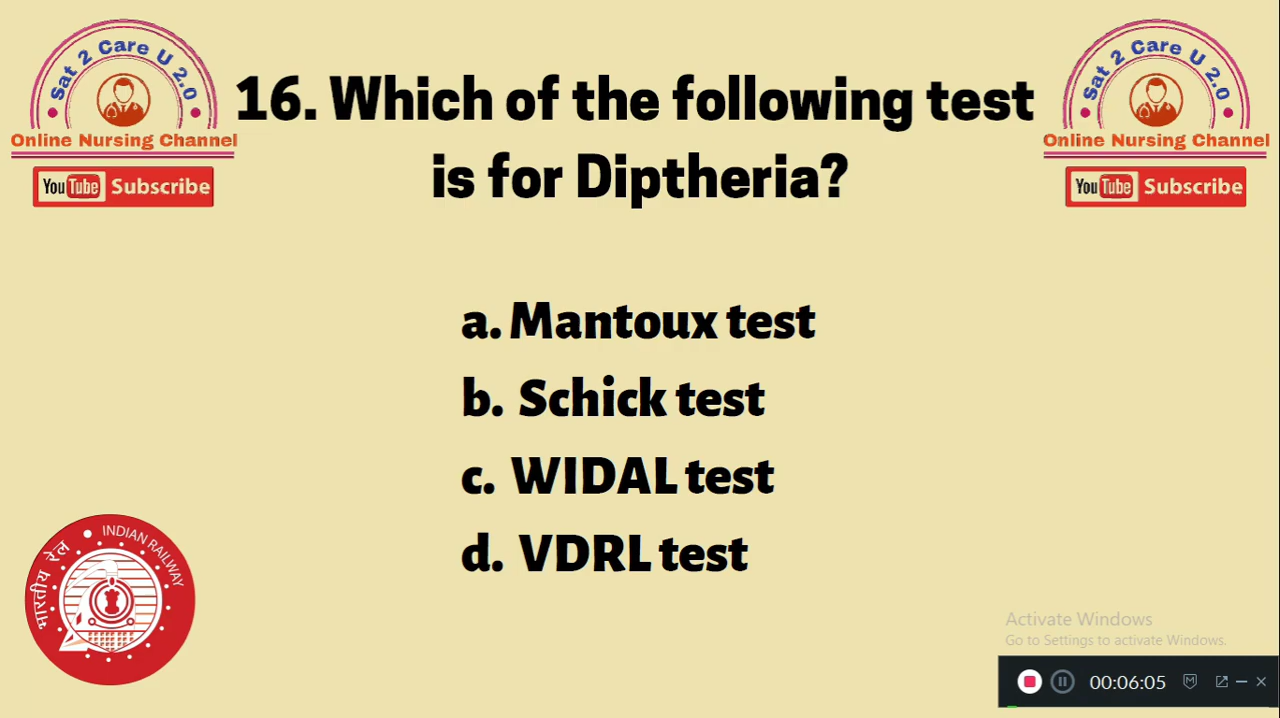 Sat 2 Care U 2.0
Online Nursing Channel
YouTube Subscribe
Sat 2 Care U 2.0
Online Nursing Channel
YouTube Subscribe
16. Which of the following test
is for Diptheria?
a. Mantoux test
b. Schick test
c. WIDAL test
d. VDRL test
भारतीय रेल
INDIAN RAILWAY
Activate Windows
Go to Settings to activate Windows.
00:06:05